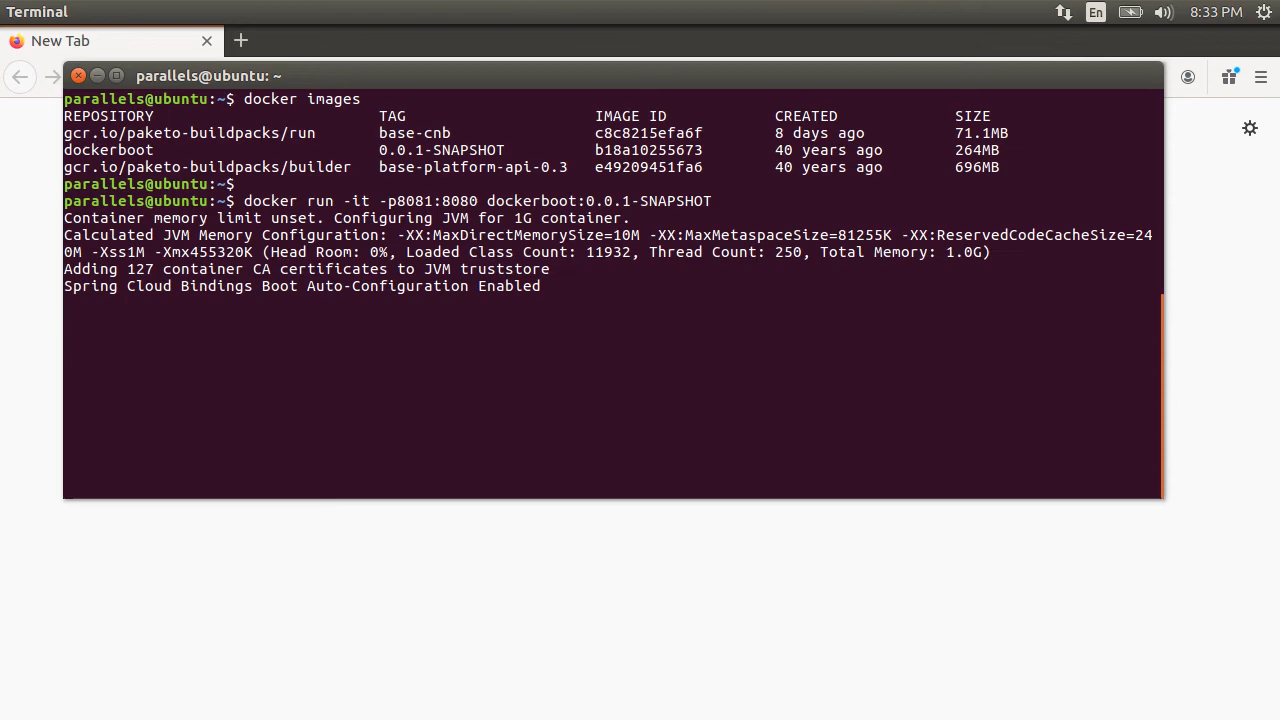 Terminal
En
8:33 PM
New Tab
parallels@ubuntu: ~
parallels@ubuntu:~$ docker images
REPOSITORY TAG IMAGE ID CREATED SIZE
gcr.io/paketo-buildpacks/run base-cnb c8c8215efa6f 8 days ago 71.1MB
dockerboot 0.0.1-SNAPSHOT b18a10255673 40 years ago 264MB
gcr.io/paketo-buildpacks/builder base-platform-api-0.3 e49209451fa6 40 years ago 696MB
parallels@ubuntu:~$
parallels@ubuntu:~$ docker run -it -p8081:8080 dockerboot:0.0.1-SNAPSHOT
Container memory limit unset. Configuring JVM for 1G container.
Calculated JVM Memory Configuration: -XX:MaxDirectMemorySize=10M -XX:MaxMetaspaceSize=81255K -XX:ReservedCodeCacheSize=24
0M -Xss1M -Xmx455320K (Head Room: 0%, Loaded Class Count: 11932, Thread Count: 250, Total Memory: 1.0G)
Adding 127 container CA certificates to JVM truststore
Spring Cloud Bindings Boot Auto-Configuration Enabled